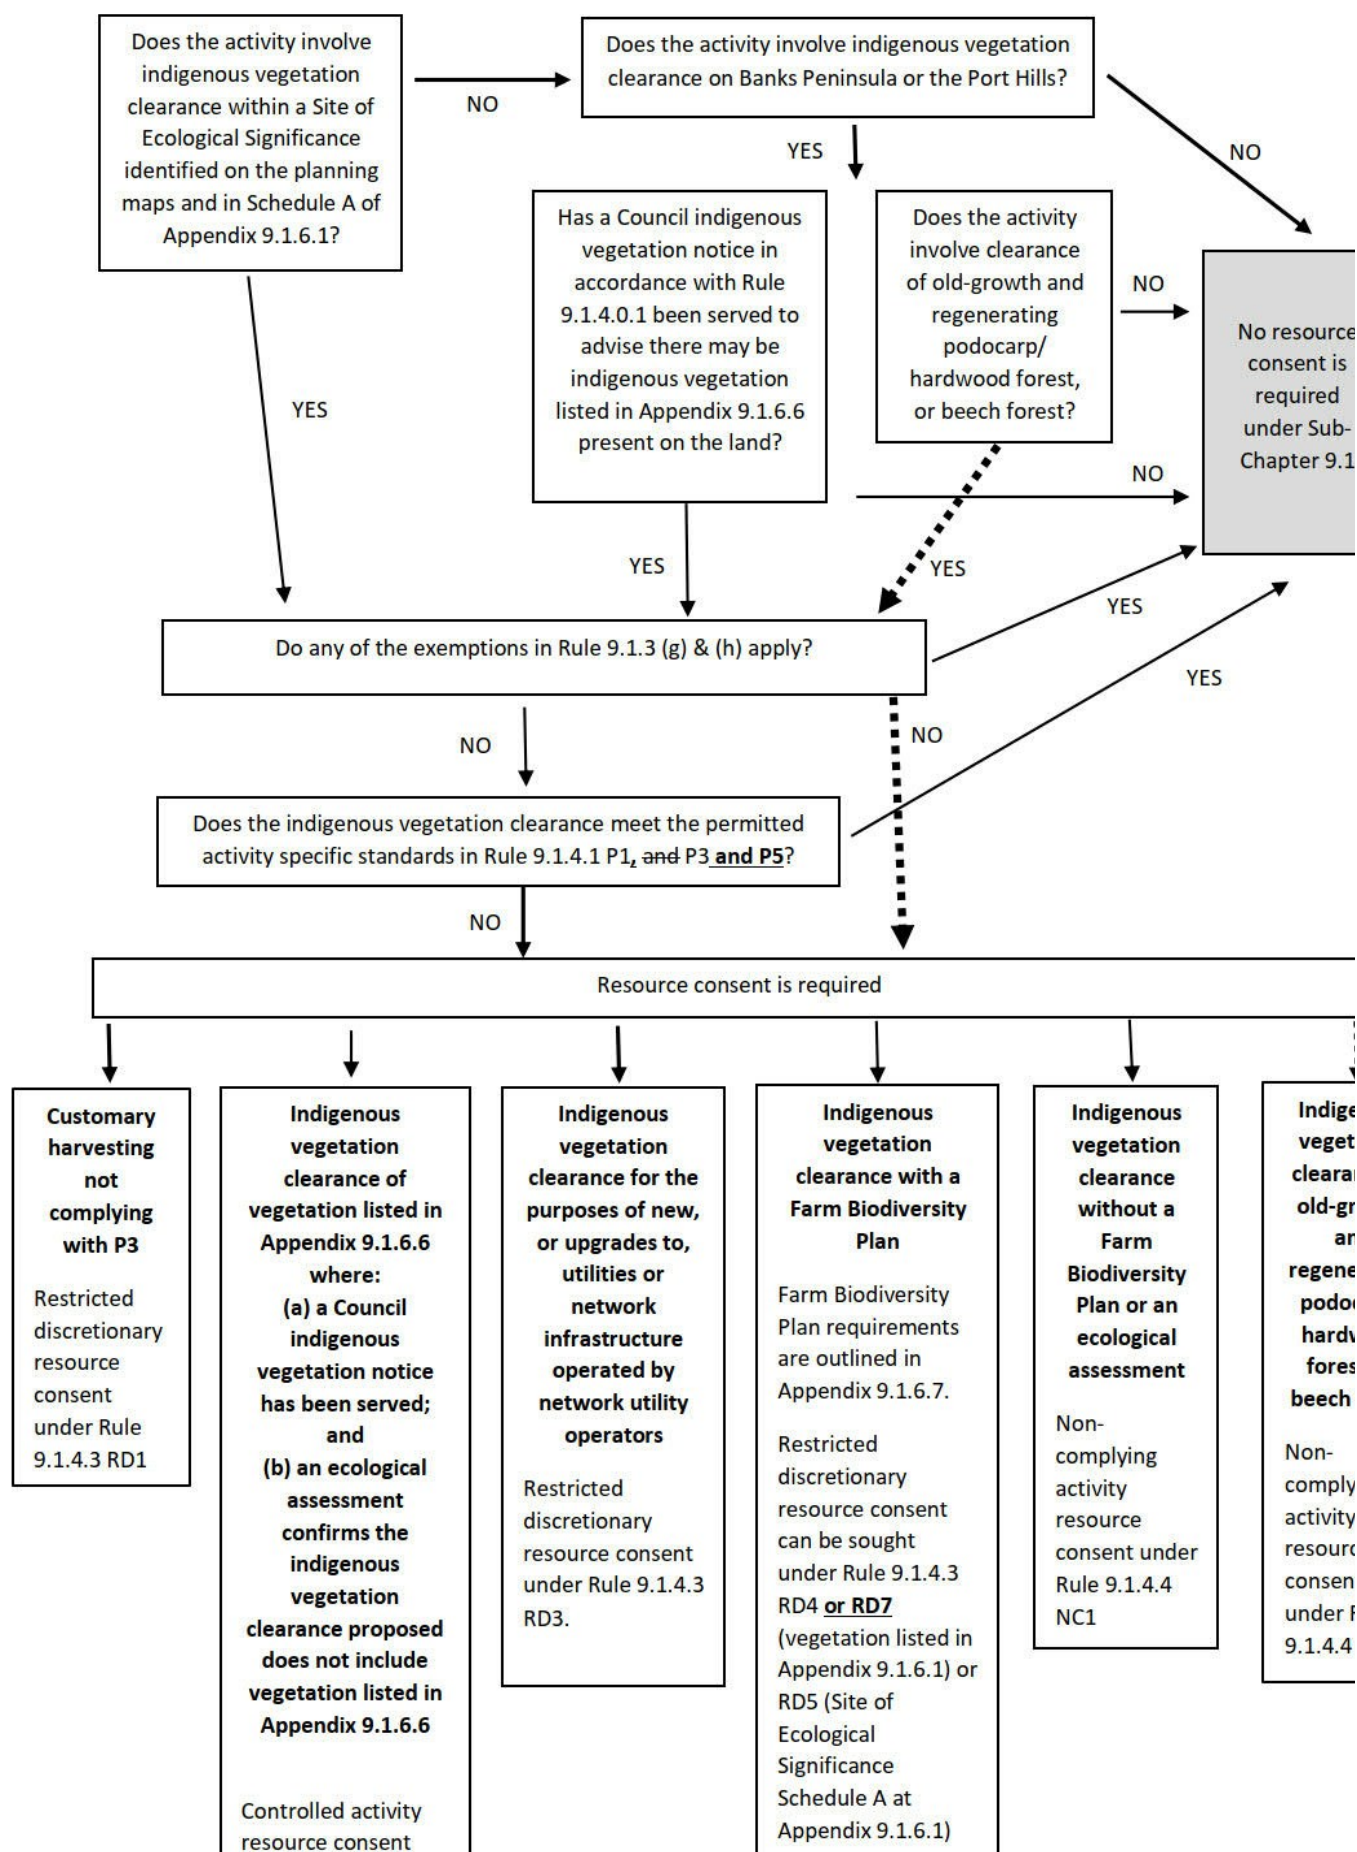 Does the activity involve
indigenous vegetation
clearance within a Site of
Ecological Significance
identified on the planning
maps and in Schedule A of
Appendix 9.1.6.1?
NO
Does the activity involve indigenous vegetation
clearance on Banks Peninsula or the Port Hills?
NO
YES
Has a Council indigenous
vegetation notice in
accordance with Rule
9.1.4.0.1 been served to
advise there may be
indigenous vegetation
listed in Appendix 9.1.6.6
present on the land?
Does the activity
involve clearance
of old-growth and
regenerating
podocarp/
hardwood forest,
or beech forest?
NO
No resource
consent is
required
under Sub-
Chapter 9.1
YES
NO
YES
YES
Do any of the exemptions in Rule 9.1.3 (g) & (h) apply?
YES
YES
NO
NO
Does the indigenous vegetation clearance meet the permitted
activity specific standards in Rule 9.1.4.1 P1, and P3 and P5?
NO
Resource consent is required
Customary
harvesting
not
complying
with P3
Restricted
discretionary
resource
consent
under Rule
9.1.4.3 RD1
Indigenous
vegetation
clearance of
vegetation listed in
Appendix 9.1.6.6
where:
(a) a Council
indigenous
vegetation notice
has been served;
and
(b) an ecological
assessment
confirms the
indigenous
vegetation
clearance proposed
does not include
vegetation listed in
Appendix 9.1.6.6
Controlled activity
resource consent
Indigenous
vegetation
clearance for the
purposes of new,
or upgrades to,
utilities or
network
infrastructure
operated by
network utility
operators
Restricted
discretionary
resource consent
under Rule 9.1.4.3
RD3.
Indigenous
vegetation
clearance with a
Farm Biodiversity
Plan
Farm Biodiversity
Plan requirements
are outlined in
Appendix 9.1.6.7.
Restricted
discretionary
resource consent
can be sought
under Rule 9.1.4.3
RD4 or RD7
(vegetation listed in
Appendix 9.1.6.1) or
RD5 (Site of
Ecological
Significance
Schedule A at
Appendix 9.1.6.1)
Indigenous
vegetation
clearance
without a
Farm
Biodiversity
Plan or an
ecological
assessment
Non-
complying
activity
resource
consent under
Rule 9.1.4.4
NC1
beech
Non-
activity
under
9.1.4.4